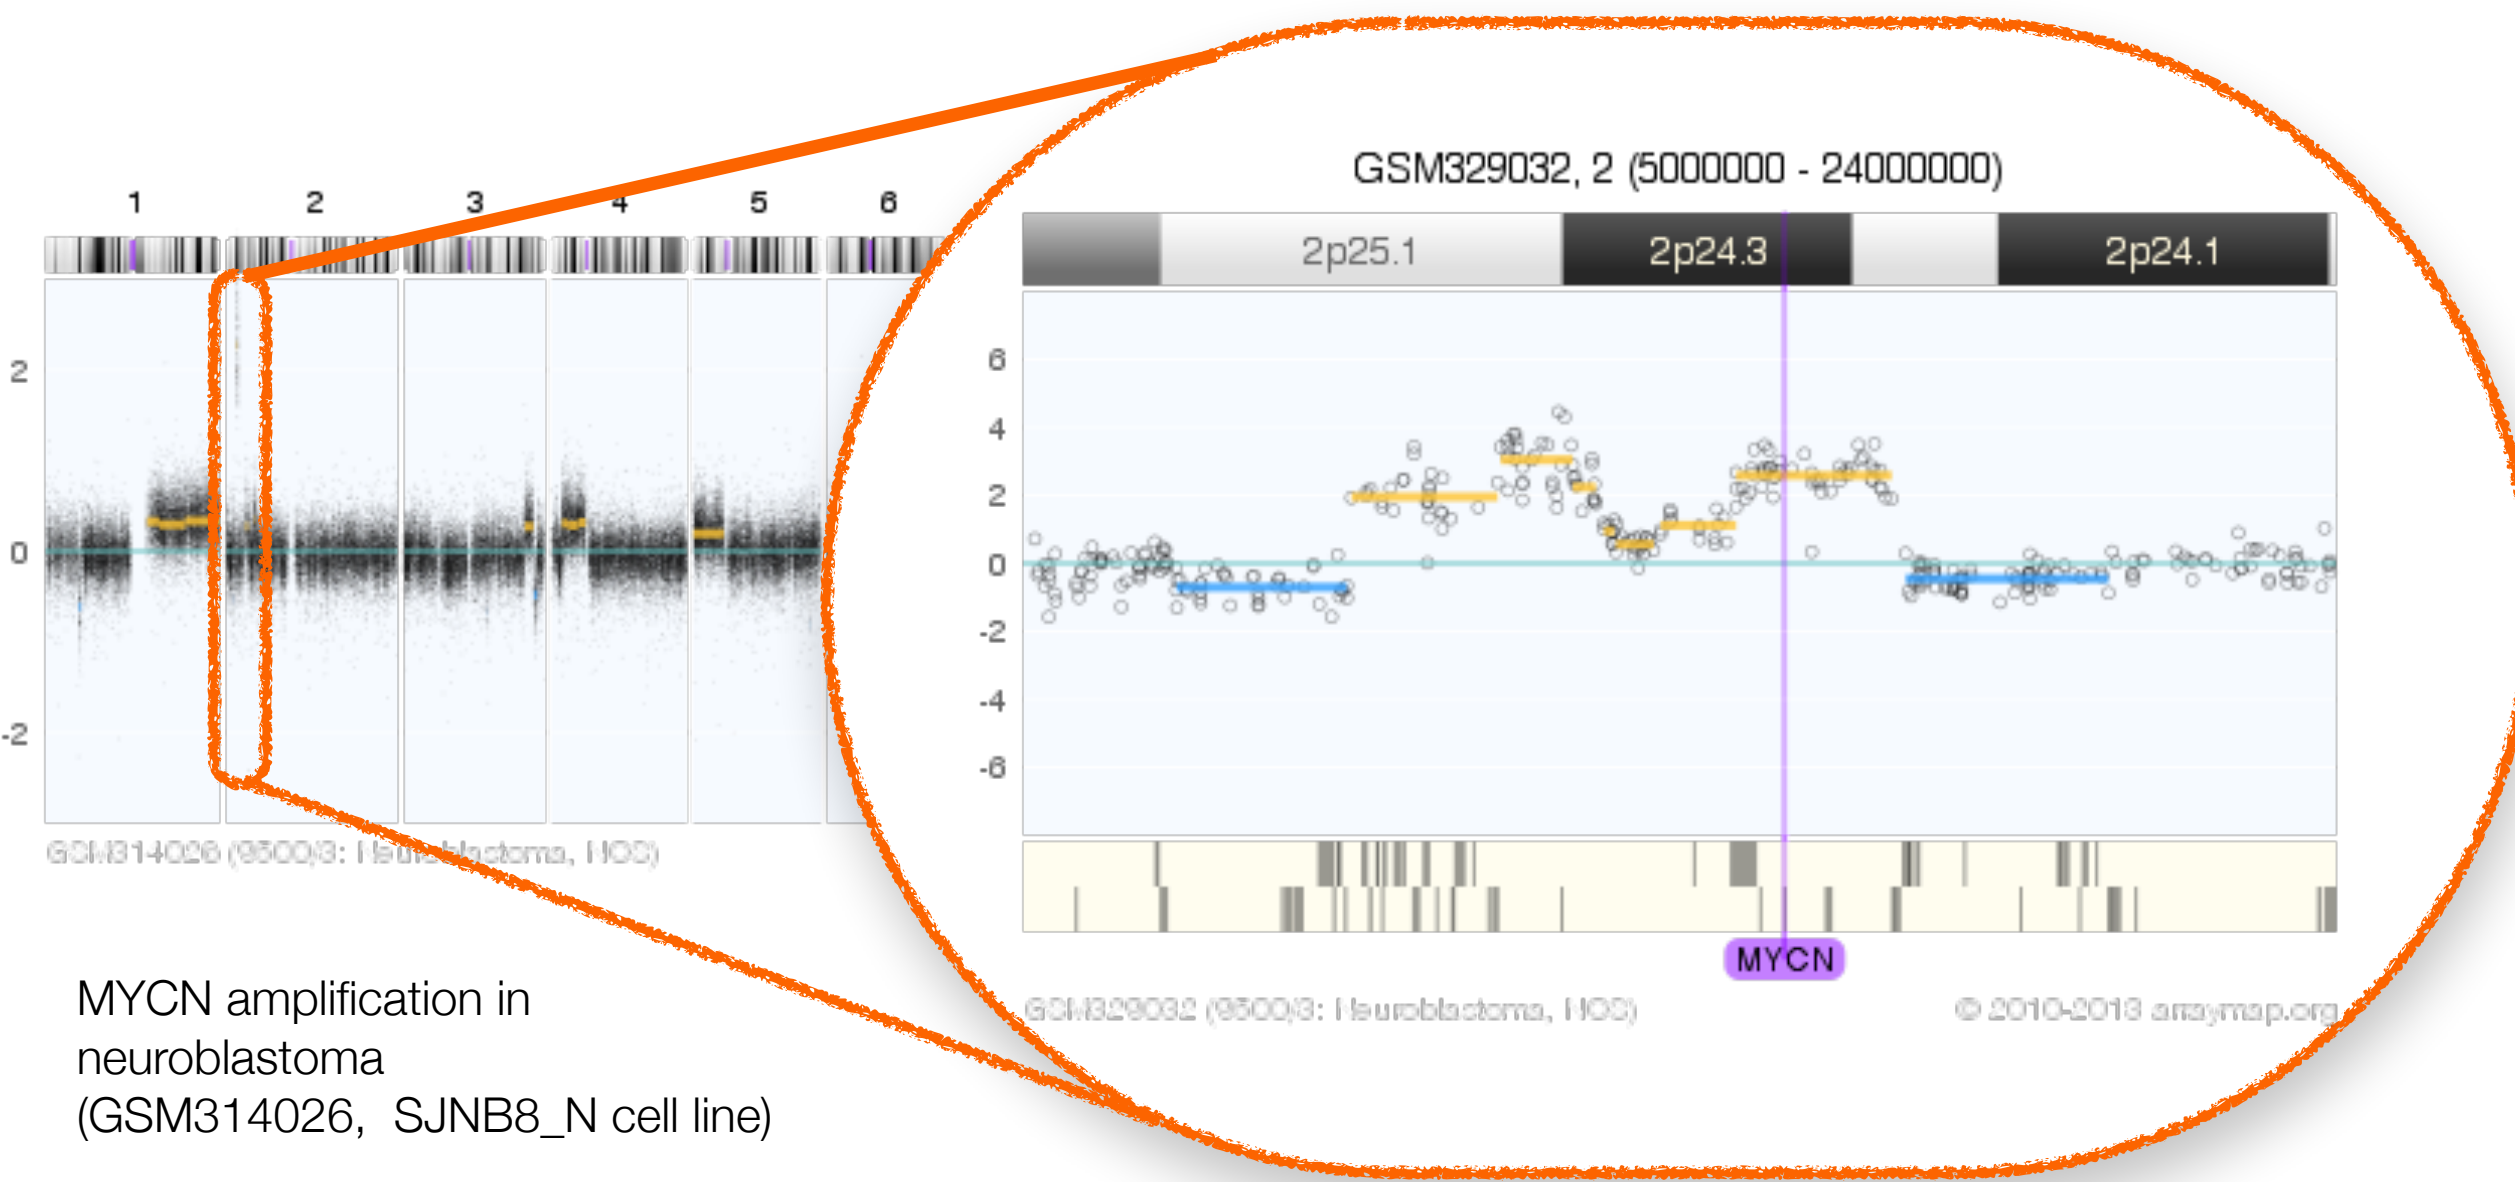 GSM329032, 2 (5000000 - 24000000)
1 2 3 4 5 6
2p25.1 2p24.3 2p24.1
2
0
-2
6
4
2
0
-2
-4
-6
MYCN
GSM314026 (9500/3: Neuroblastoma, NOS)
GSM329032 (9500/3: Neuroblastoma, NOS) © 2010-2013 arraymap.org
MYCN amplification in
neuroblastoma
(GSM314026, SJNB8_N cell line)